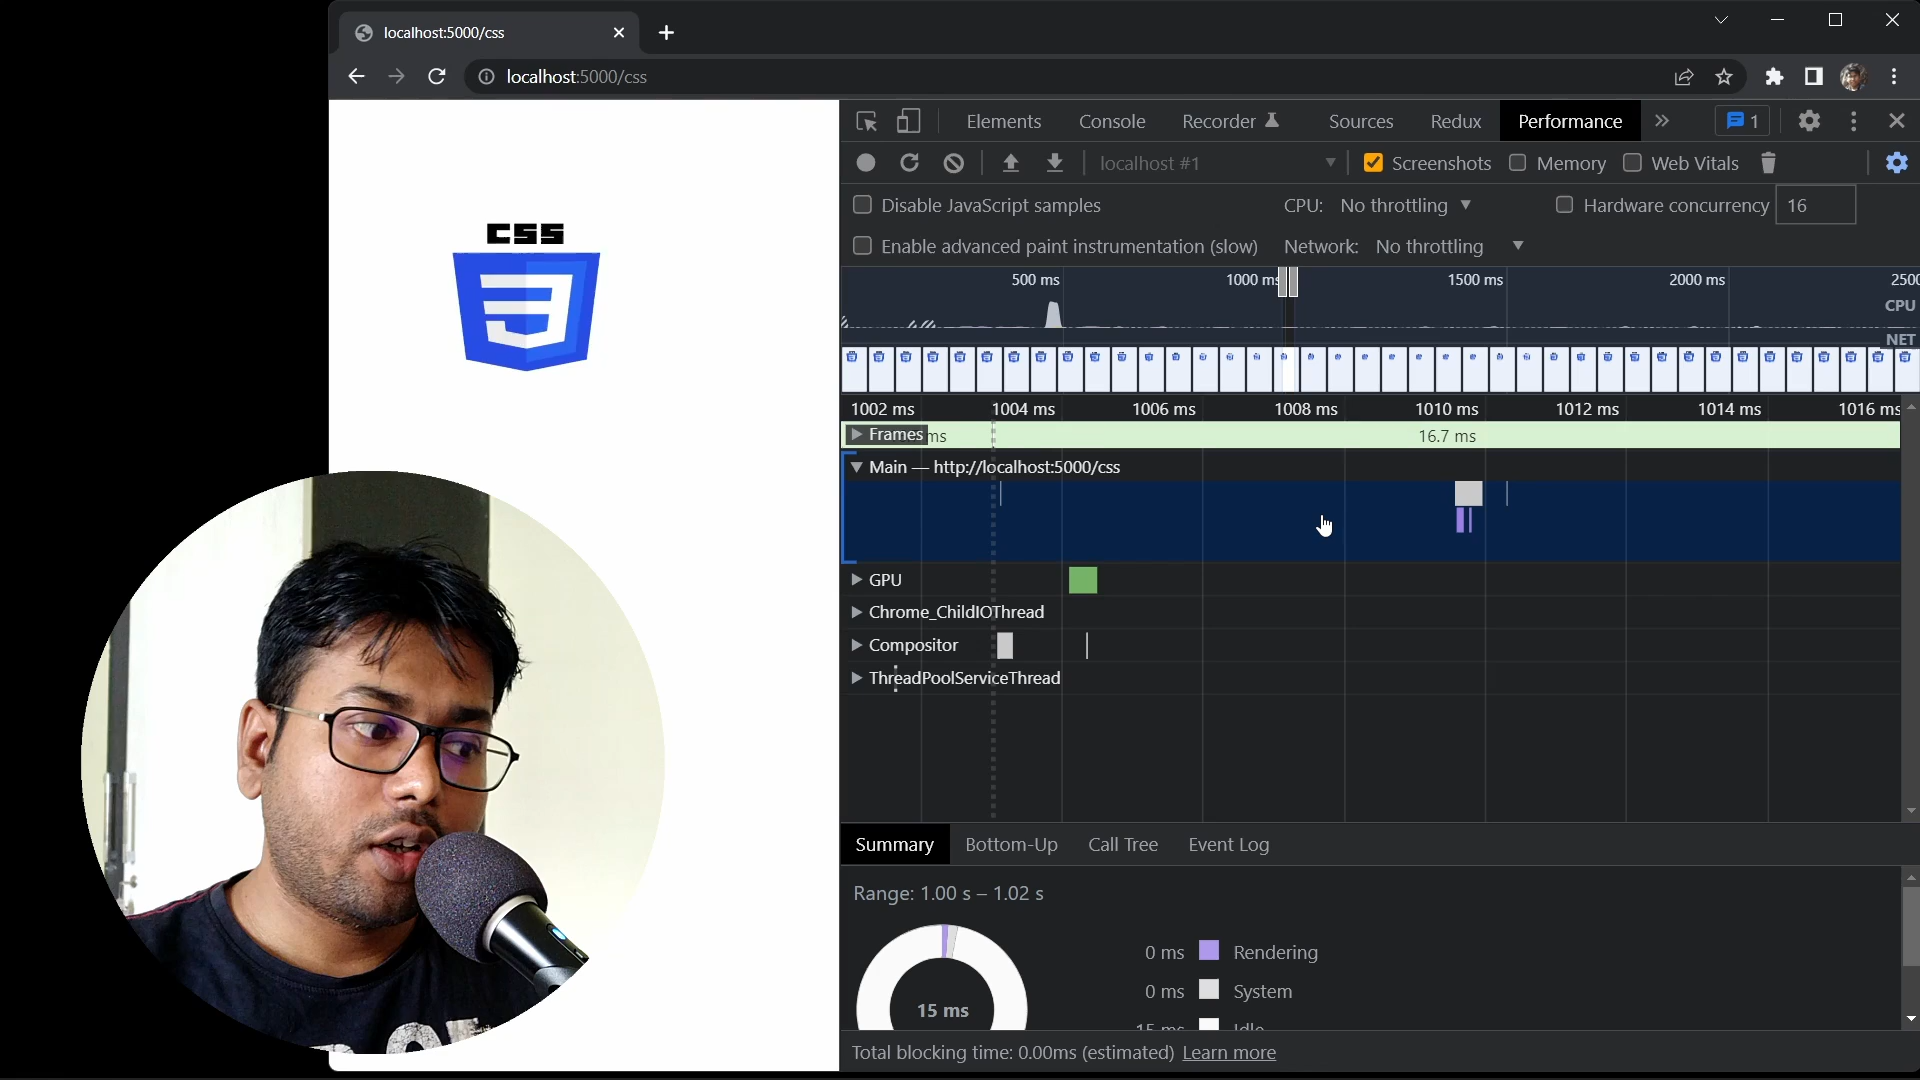 localhost:5000/css
localhost:5000/css
Elements
Console
Recorder
Sources
Redux
Performance
1
localhost #1
Screenshots
Memory
Web Vitals
Disable JavaScript samples
CPU: No throttling
Hardware concurrency
16
Enable advanced paint instrumentation (slow)
Network: No throttling
CSS
500 ms
1000 ms
1500 ms
2000 ms
2500
CPU
NET
1002 ms
1004 ms
1006 ms
1008 ms
1010 ms
1012 ms
1014 ms
1016 ms
Frames
ms
16.7 ms
Main — http://localhost:5000/css
GPU
Chrome_ChildIOThread
Compositor
ThreadPoolServiceThread
Summary
Bottom-Up
Call Tree
Event Log
Range: 1.00 s – 1.02 s
0 ms
Rendering
0 ms
System
15 ms
Idle
15 ms
Total blocking time: 0.00ms (estimated) Learn more